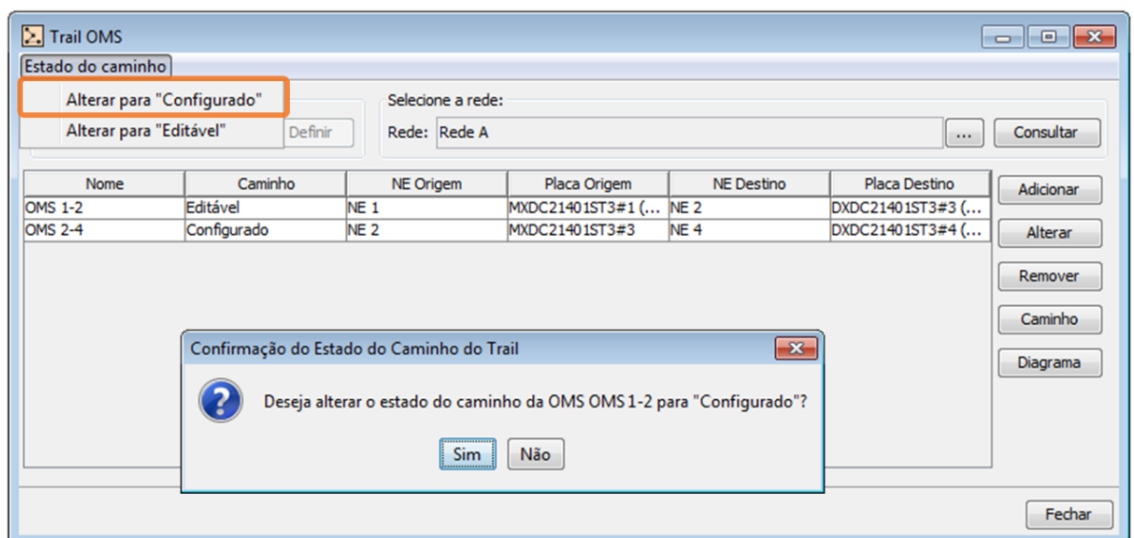 Trail OMS
Estado do caminho
Alterar para "Configurado"
Alterar para "Editável"
Definir
Selecione a rede:
Rede: Rede A ... Consultar
Nome Caminho NE Origem Placa Origem NE Destino Placa Destino
OMS 1-2 Editável NE 1 MXDC21401ST3#1 (... NE 2 DXDC21401ST3#3 (...
OMS 2-4 Configurado NE 2 MXDC21401ST3#3 NE 4 DXDC21401ST3#4 (...
Adicionar
Alterar
Remover
Caminho
Diagrama
Confirmação do Estado do Caminho do Trail
Deseja alterar o estado do caminho da OMS OMS 1-2 para "Configurado"?
Sim Não
Fechar